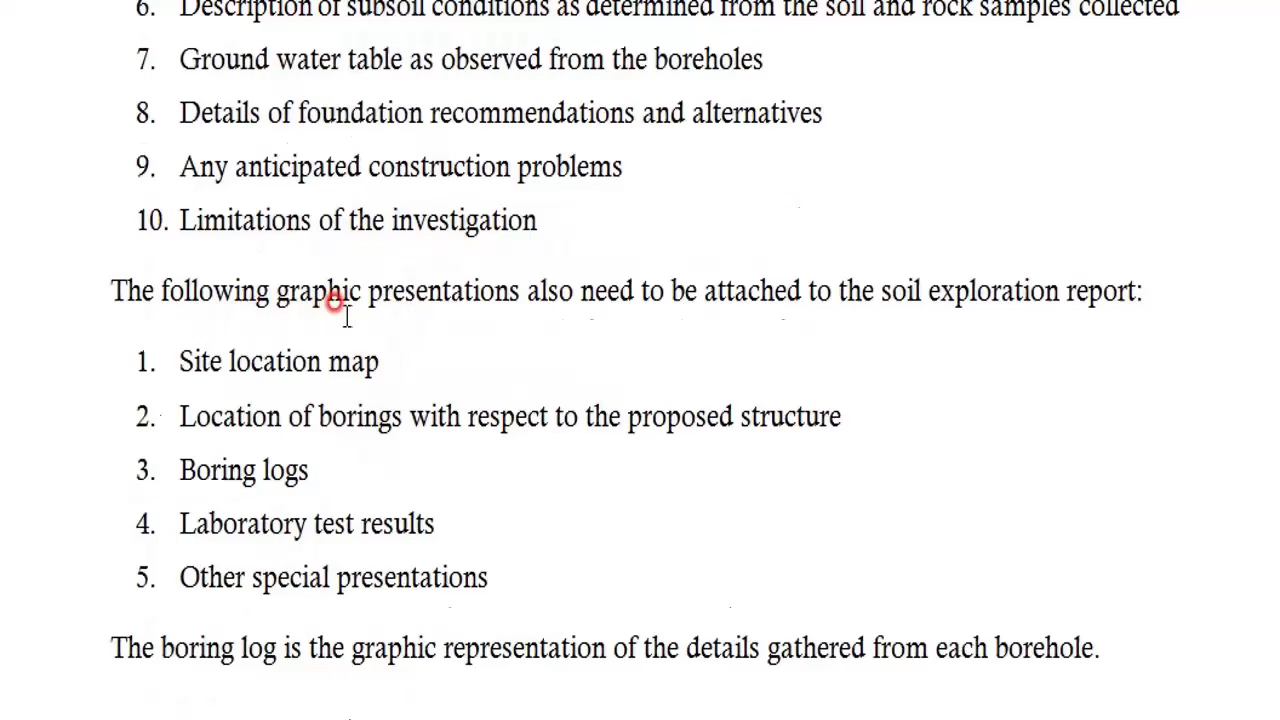 6. Description of subsoil conditions as determined from the soil and rock samples collected
7. Ground water table as observed from the boreholes
8. Details of foundation recommendations and alternatives
9. Any anticipated construction problems
10. Limitations of the investigation
The following graphic presentations also need to be attached to the soil exploration report:
1. Site location map
2. Location of borings with respect to the proposed structure
3. Boring logs
4. Laboratory test results
5. Other special presentations
The boring log is the graphic representation of the details gathered from each borehole.